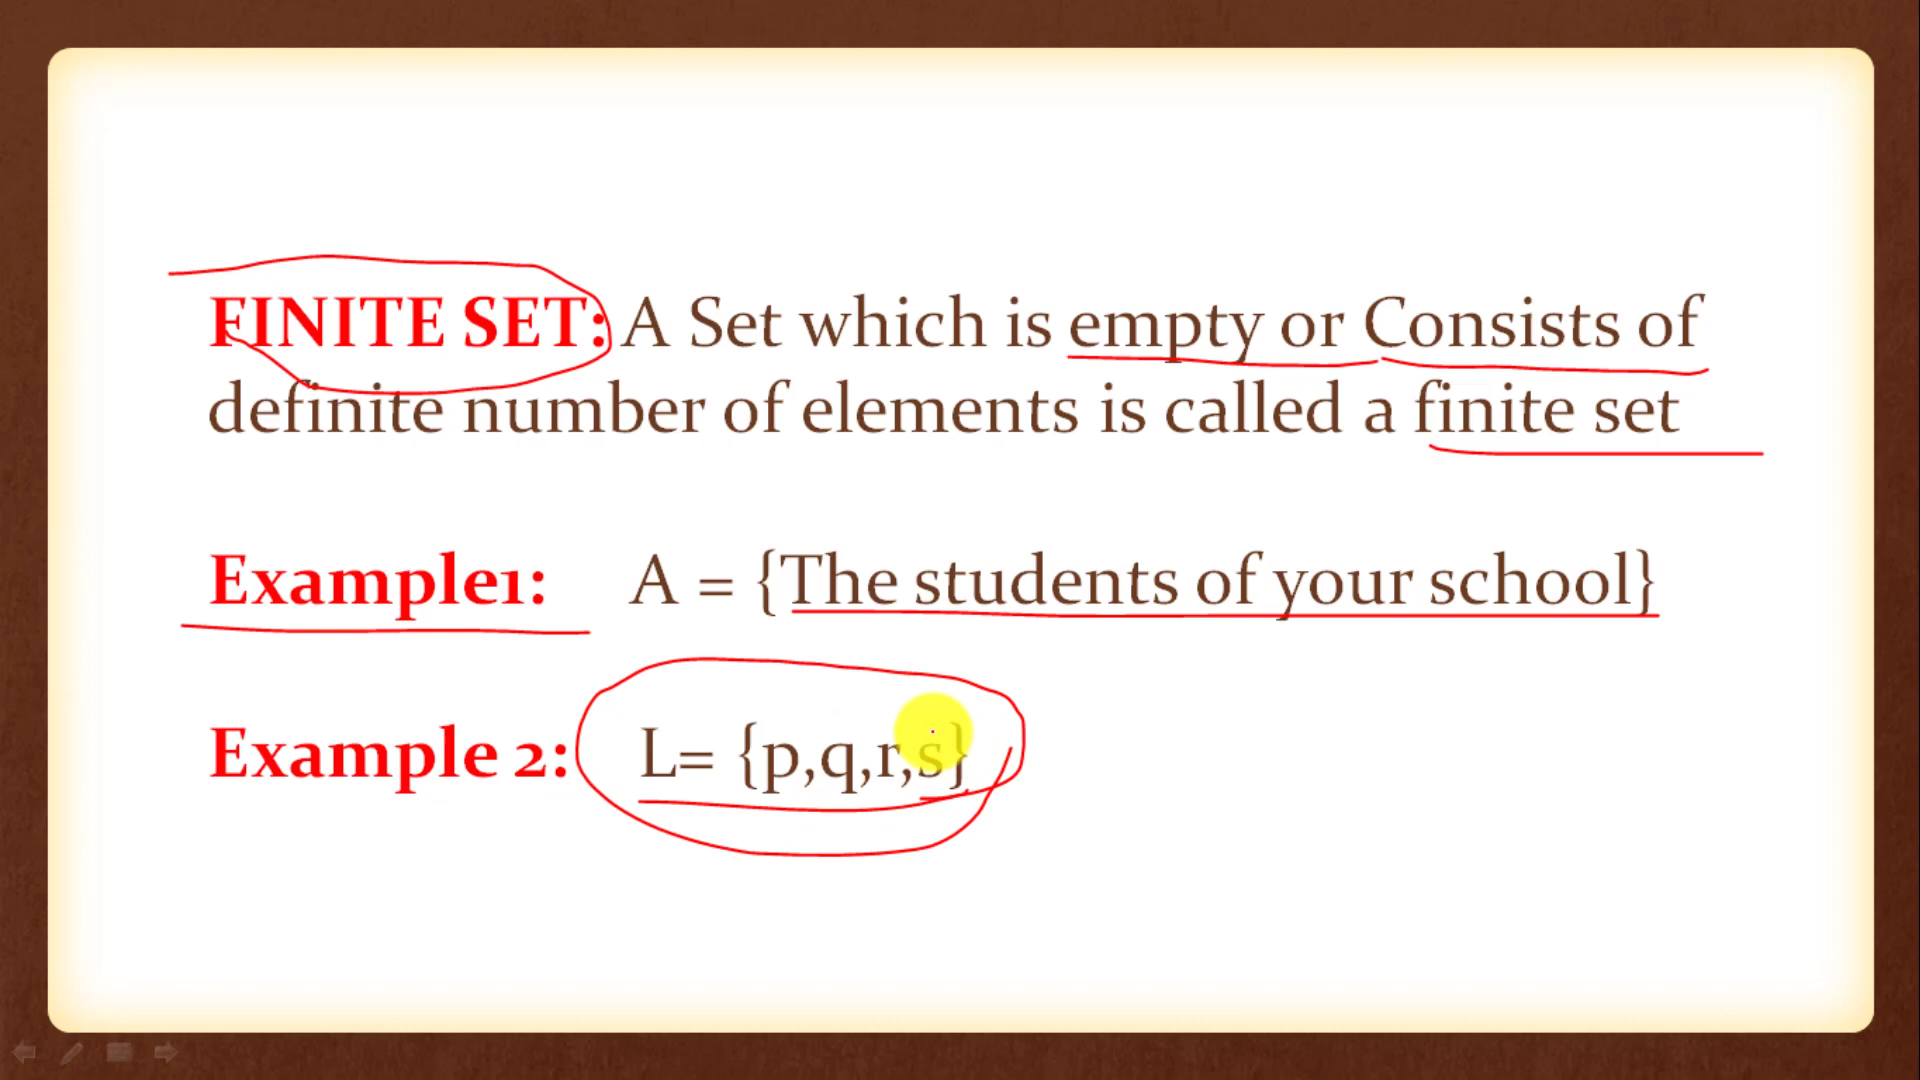 FINITE SET: A Set which is empty or Consists of
definite number of elements is called a finite set
Example1: A = {The students of your school}
Example 2: L= {p,q,r,s}